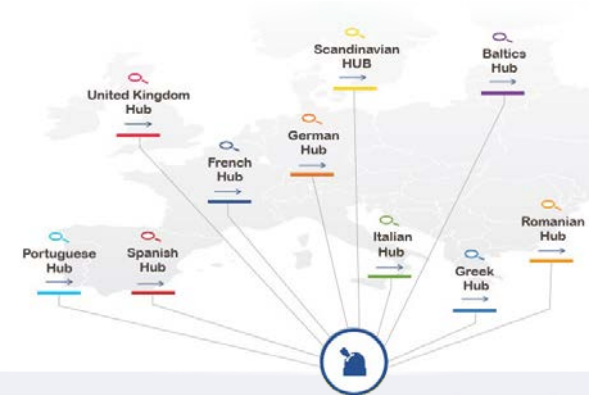 Scandinavian
HUB
Baltics
Hub
United Kingdom
Hub
German
Hub
French
Hub
Romanian
Hub
Italian
Hub
Portuguese
Hub
Spanish
Hub
Greek
Hub